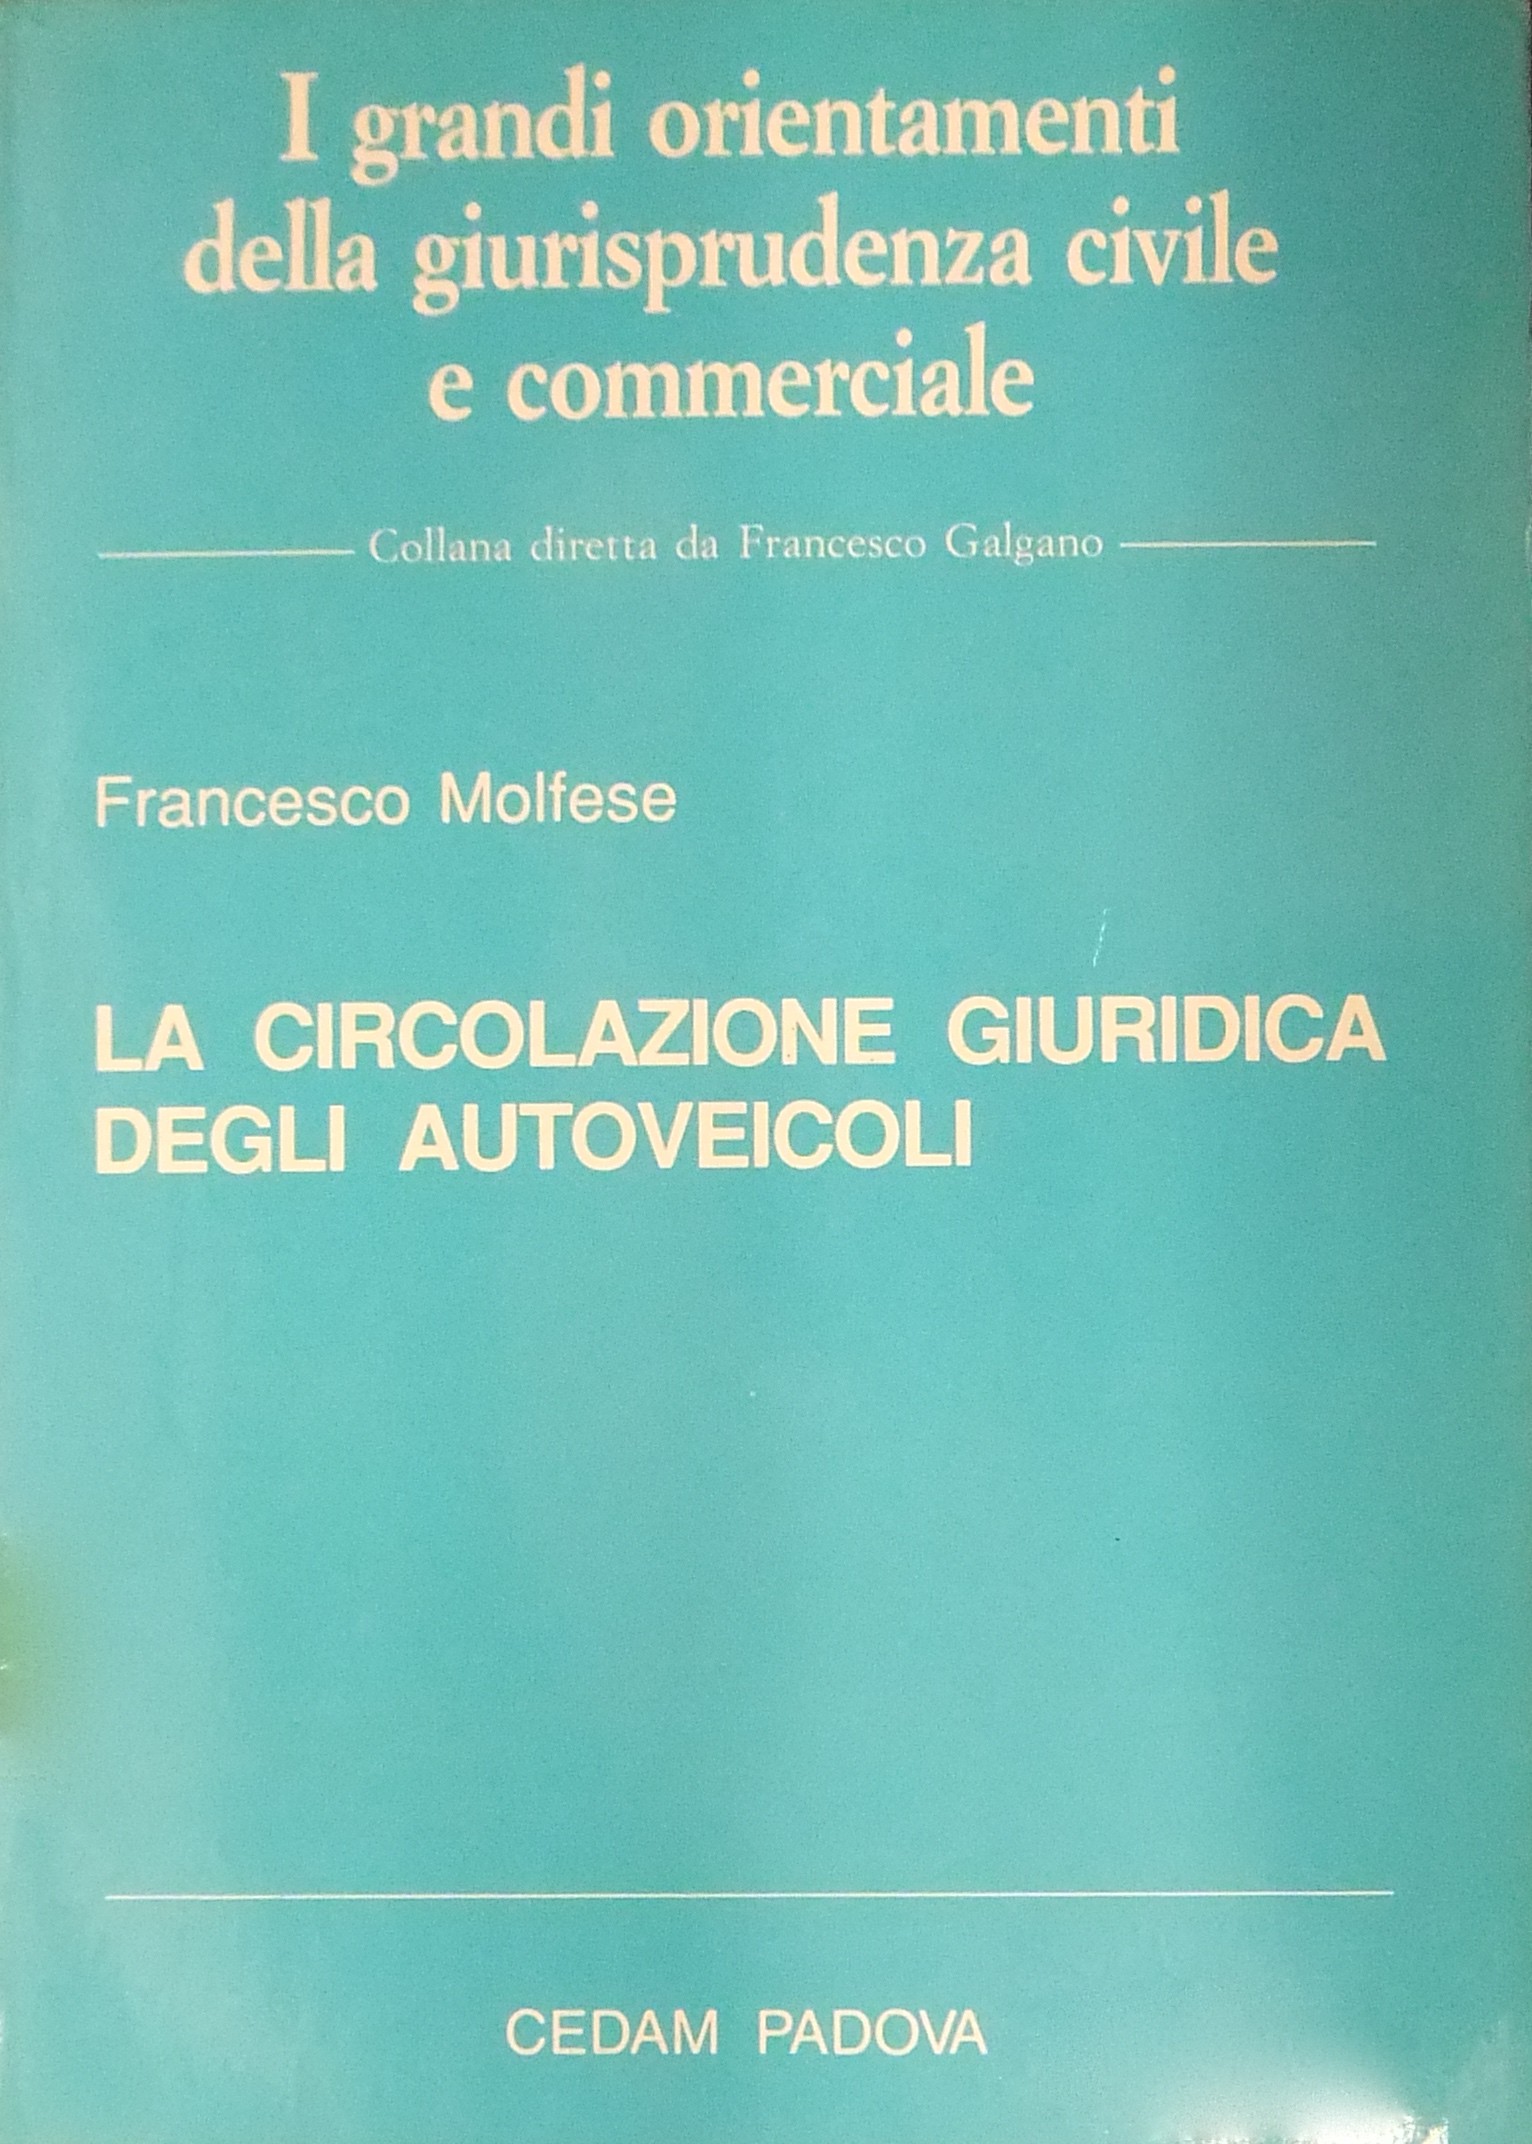 I grandi orientamenti
della giurisprudenza civile
e commerciale
Collana diretta da Francesco Galgano
Francesco Molfese
LA CIRCOLAZIONE GIURIDICA
DEGLI AUTOVEICOLI
CEDAM PADOVA